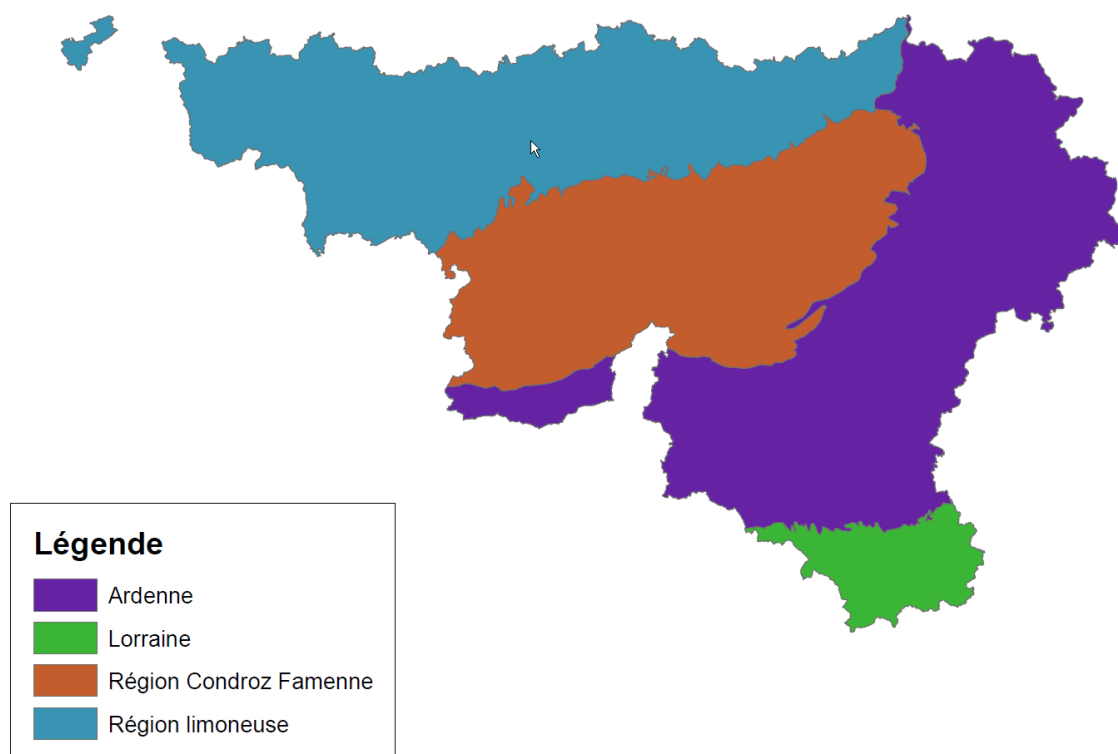 Légende
Ardenne
Lorraine
Région Condroz Famenne
Région limoneuse